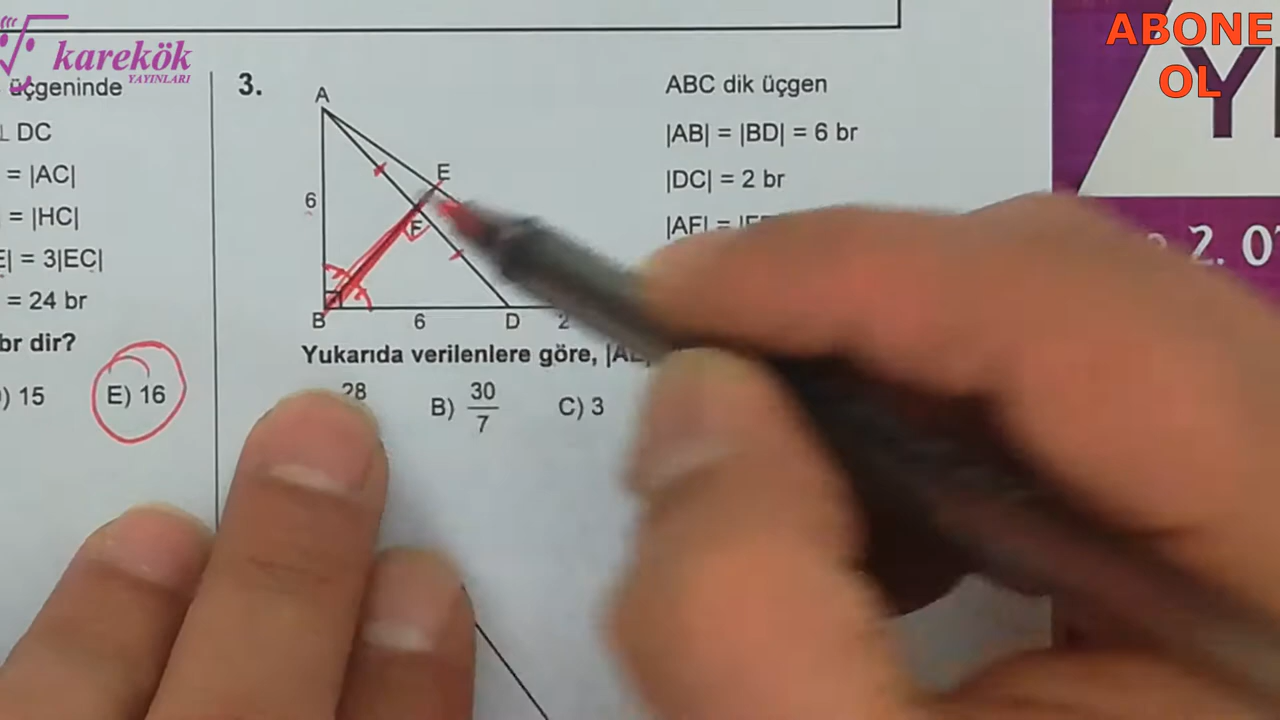 karekök
YAYINLARI
ABONE
OL
üçgeninde
⊥ DC
= |AC|
= |HC|
= 3|EC|
= 24 br
br dir?
15
E) 16
3.
A
E
6
F
B
6
D
2
ABC dik üçgen
|AB| = |BD| = 6 br
|DC| = 2 br
|AF| =
Yukarıda verilenlere göre,
28
B) 30/7
C) 3
2.